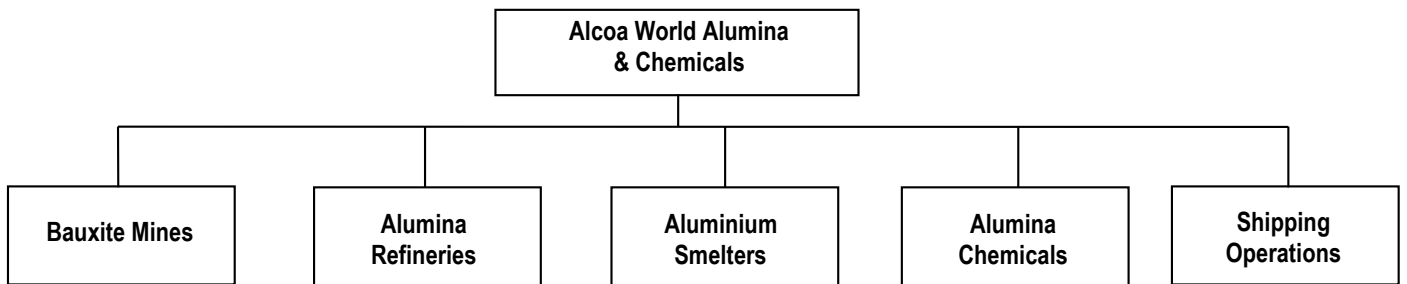 Alcoa World Alumina
& Chemicals
Bauxite Mines
Alumina
Refineries
Aluminium
Smelters
Alumina
Chemicals
Shipping
Operations